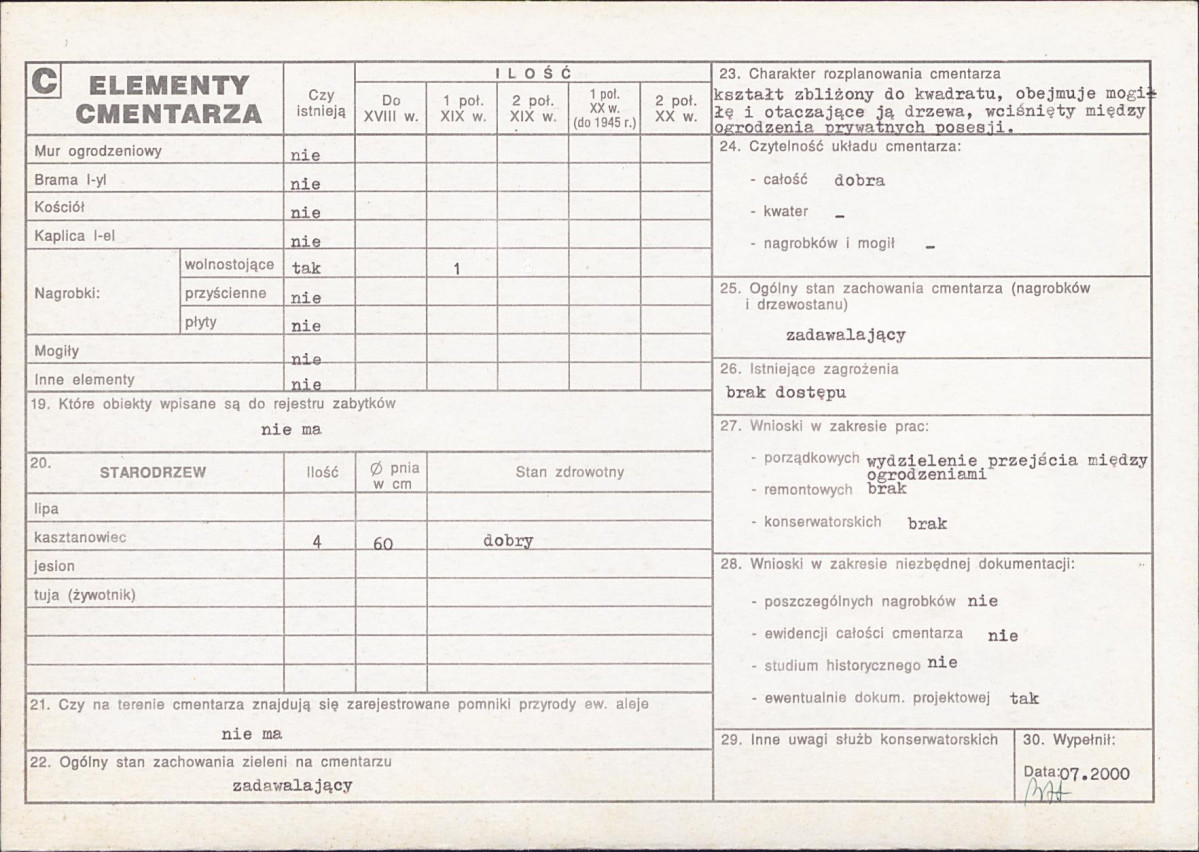 C ELEMENTY CMENTARZA
Czy istnieją
ILOŚĆ
Do XVIII w.
1 poł. XIX w.
2 poł. XIX w.
1 poł. XX w. (do 1945 r.)
2 poł. XX w.
Mur ogrodzeniowy nie
Brama I-yl nie
Kościół nie
Kaplica I-el nie
Nagrobki:
wolnostojące tak 1
przyścienne nie
płyty nie
Mogiły nie
Inne elementy nie
19. Które obiekty wpisane są do rejestru zabytków
nie ma
20. STARODRZEW Ilość Ø pnia w cm Stan zdrowotny
lipa
kasztanowiec 4 60 dobry
jesion
tuja (żywotnik)
21. Czy na terenie cmentarza znajdują się zarejestrowane pomniki przyrody ew. aleje
nie ma
22. Ogólny stan zachowania zieleni na cmentarzu
zadawalający
23. Charakter rozplanowania cmentarza
kształt zbliżony do kwadratu, obejmuje mogił
łę i otaczające ją drzewa, wciśnięty między
ogrodzenia prywatnych posesji.
24. Czytelność układu cmentarza:
- całość dobra
- kwater –
- nagrobków i mogił –
25. Ogólny stan zachowania cmentarza (nagrobków
i drzewostanu)
zadawalający
26. Istniejące zagrożenia
brak dostępu
27. Wnioski w zakresie prac:
- porządkowych wydzielenie przejścia między
ogrodzeniami
- remontowych brak
- konserwatorskich brak
28. Wnioski w zakresie niezbędnej dokumentacji:
- poszczególnych nagrobków nie
- ewidencji całości cmentarza nie
- studium historycznego nie
- ewentualnie dokum. projektowej tak
29. Inne uwagi służb konserwatorskich
30. Wypełnił:
Data:07.2000